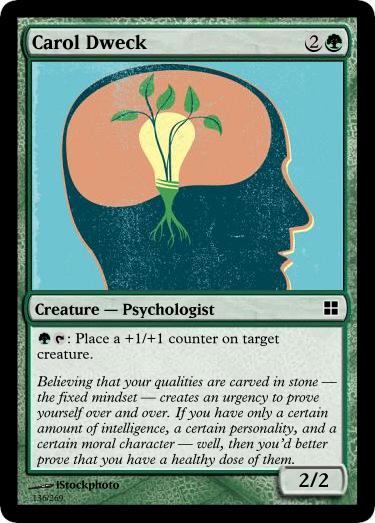 Carol Dweck 2
Creature — Psychologist
: Place a +1/+1 counter on target
creature.
Believing that your qualities are carved in stone —
the fixed mindset — creates an urgency to prove
yourself over and over. If you have only a certain
amount of intelligence, a certain personality, and a
certain moral character — well, then you’d better
prove that you have a healthy dose of them.
2/2
iStockphoto
136/269